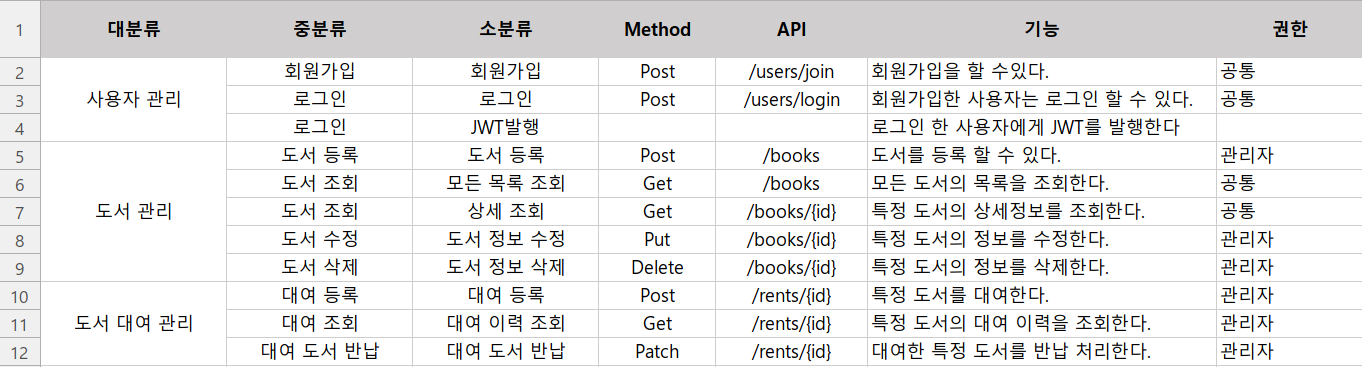 1 대분류 중분류 소분류 Method API 기능 권한
2 회원가입 회원가입 Post /users/join 회원가입을 할 수있다. 공통
사용자 관리
3 로그인 로그인 Post /users/login 회원가입한 사용자는 로그인 할 수 있다. 공통
4 로그인 JWT발행 로그인 한 사용자에게 JWT를 발행한다
5 도서 등록 도서 등록 Post /books 도서를 등록 할 수 있다. 관리자
6 도서 조회 모든 목록 조회 Get /books 모든 도서의 목록을 조회한다. 공통
7 도서 관리 도서 조회 상세 조회 Get /books/{id} 특정 도서의 상세정보를 조회한다. 공통
8 도서 수정 도서 정보 수정 Put /books/{id} 특정 도서의 정보를 수정한다. 관리자
9 도서 삭제 도서 정보 삭제 Delete /books/{id} 특정 도서의 정보를 삭제한다. 관리자
10 대여 등록 대여 등록 Post /rents/{id} 특정 도서를 대여한다. 관리자
11 도서 대여 관리 대여 조회 대여 이력 조회 Get /rents/{id} 특정 도서의 대여 이력을 조회한다. 관리자
12 대여 도서 반납 대여 도서 반납 Patch /rents/{id} 대여한 특정 도서를 반납 처리한다. 관리자